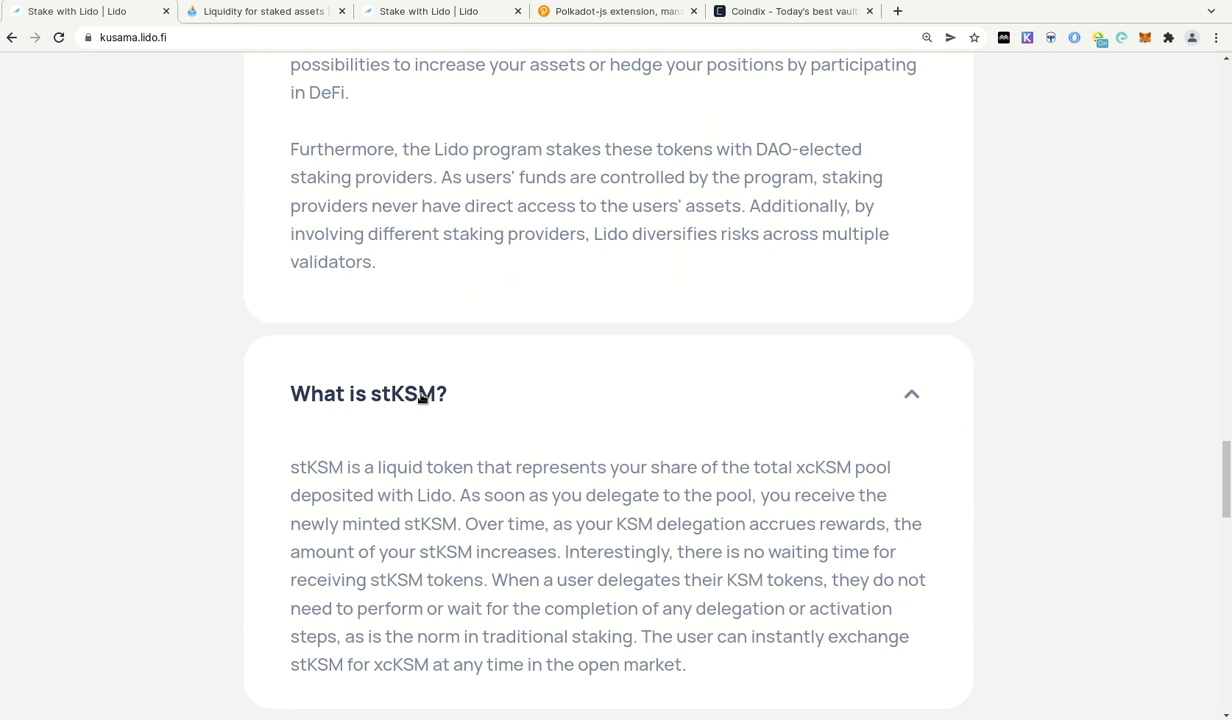 Stake with Lido | Lido
Liquidity for staked assets
Stake with Lido | Lido
Polkadot-js extension, man
Coindix - Today's best vault
kusama.lido.fi
On
possibilities to increase your assets or hedge your positions by participating
in DeFi.
Furthermore, the Lido program stakes these tokens with DAO-elected
staking providers. As users' funds are controlled by the program, staking
providers never have direct access to the users' assets. Additionally, by
involving different staking providers, Lido diversifies risks across multiple
validators.
What is stKSM?
stKSM is a liquid token that represents your share of the total xcKSM pool
deposited with Lido. As soon as you delegate to the pool, you receive the
newly minted stKSM. Over time, as your KSM delegation accrues rewards, the
amount of your stKSM increases. Interestingly, there is no waiting time for
receiving stKSM tokens. When a user delegates their KSM tokens, they do not
need to perform or wait for the completion of any delegation or activation
steps, as is the norm in traditional staking. The user can instantly exchange
stKSM for xcKSM at any time in the open market.